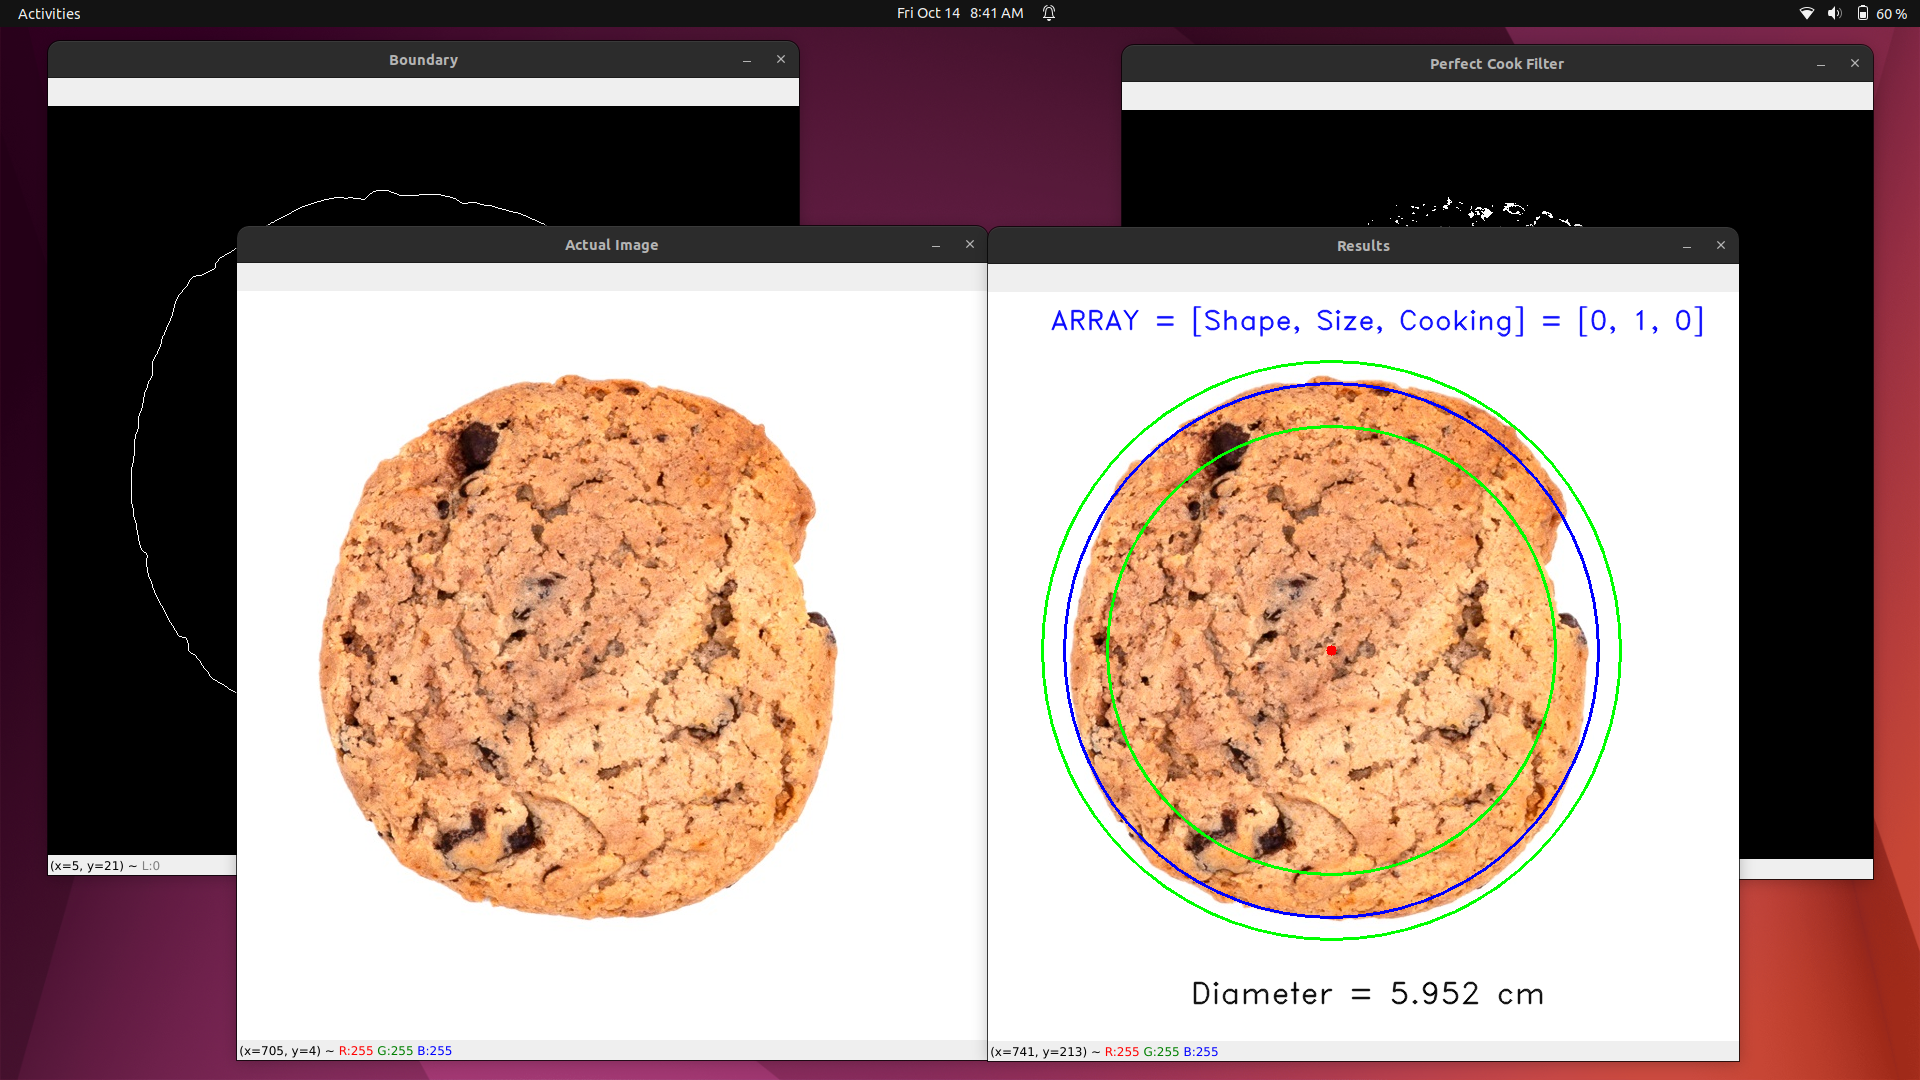 Activities
Fri Oct 14 8:41 AM
60 %
Boundary
Perfect Cook Filter
Actual Image
Results
ARRAY = [Shape, Size, Cooking] = [0, 1, 0]
Diameter = 5.952 cm
(x=5, y=21) ~ L:0
(x=705, y=4) ~ R:255 G:255 B:255
(x=741, y=213) ~ R:255 G:255 B:255